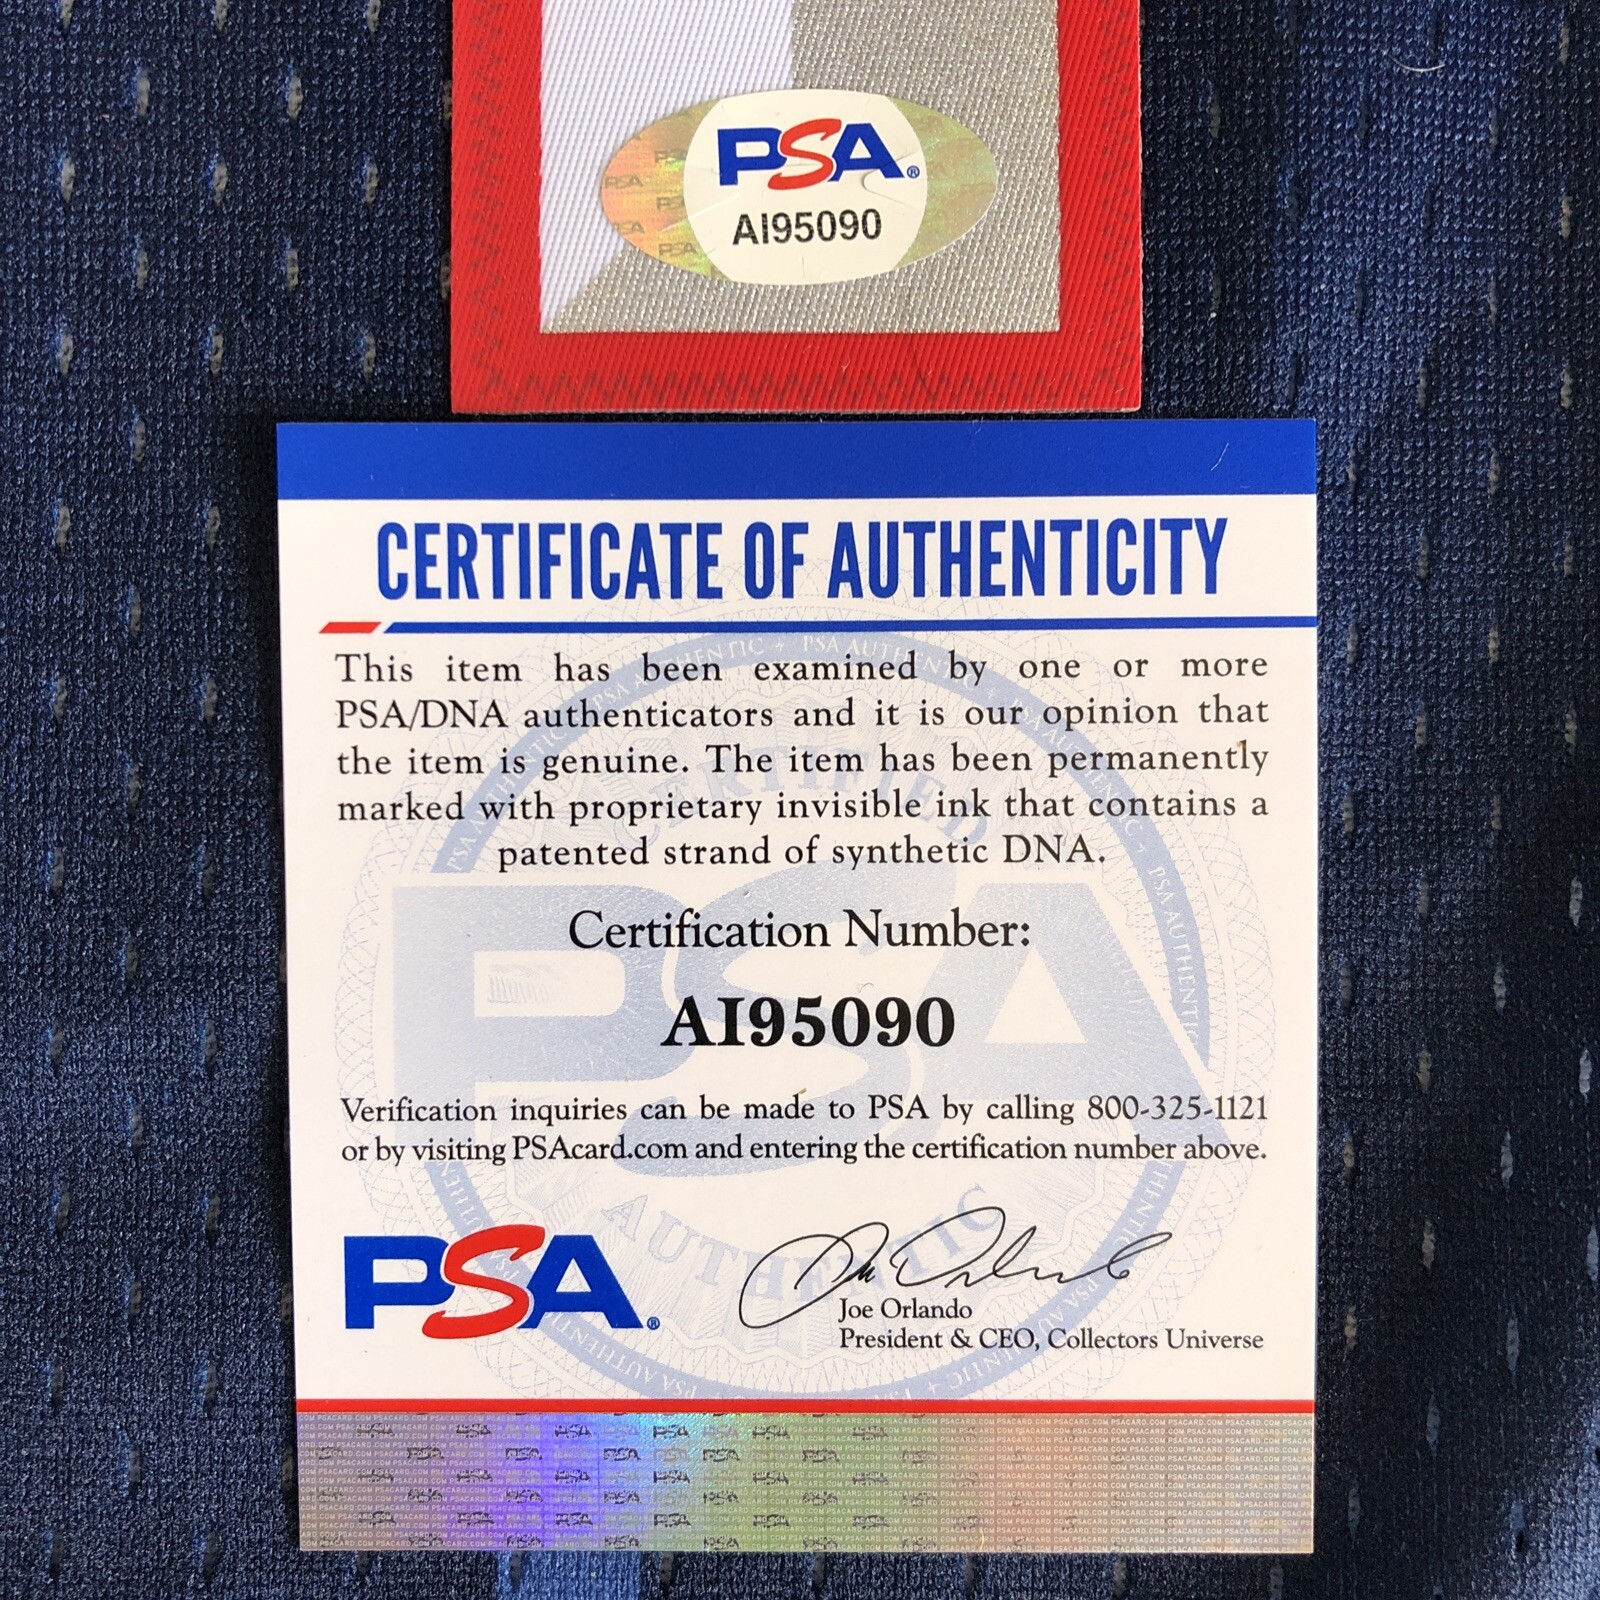 PSA®
AI95090
CERTIFICATE OF AUTHENTICITY
This item has been examined by one or more
PSA/DNA authenticators and it is our opinion that
the item is genuine. The item has been permanently
marked with proprietary invisible ink that contains a
patented strand of synthetic DNA.
Certification Number:
AI95090
Verification inquiries can be made to PSA by calling 800-325-1121
or by visiting PSAcard.com and entering the certification number above.
PSA®
Joe Orlando
President & CEO, Collectors Universe